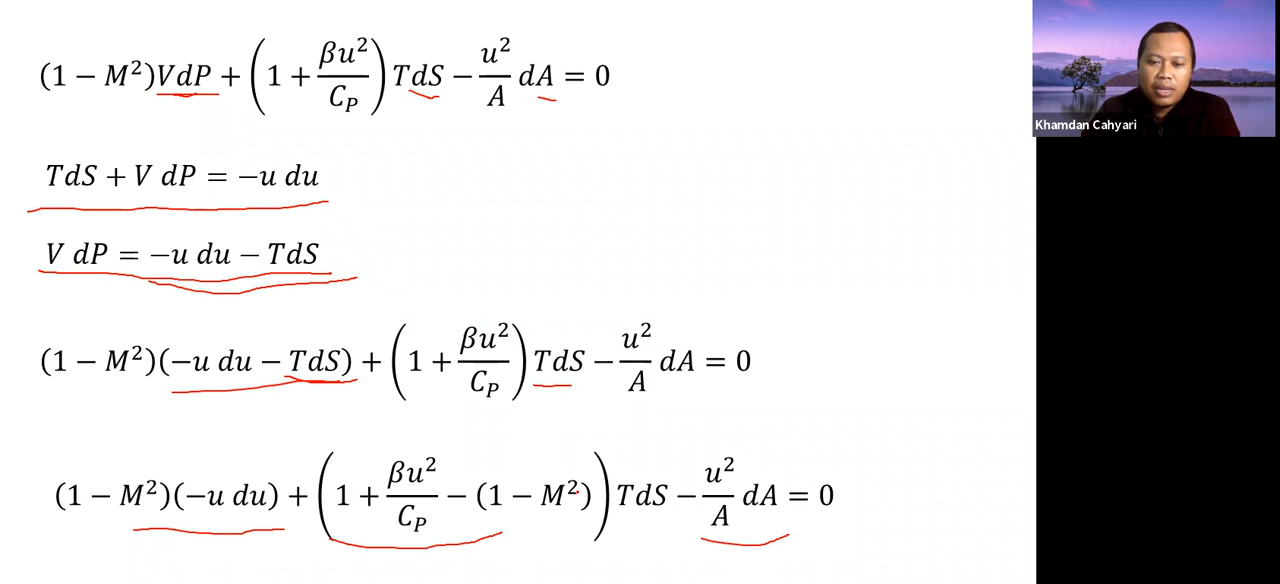 (1 − M²)VdP + (1 + βu²/C_P) TdS − u²/A dA = 0
Khamdan Cahyari
TdS + V dP = −u du
V dP = −u du − TdS
(1 − M²)(−u du − TdS) + (1 + βu²/C_P) TdS − u²/A dA = 0
(1 − M²)(−u du) + (1 + βu²/C_P − (1 − M²)) TdS − u²/A dA = 0